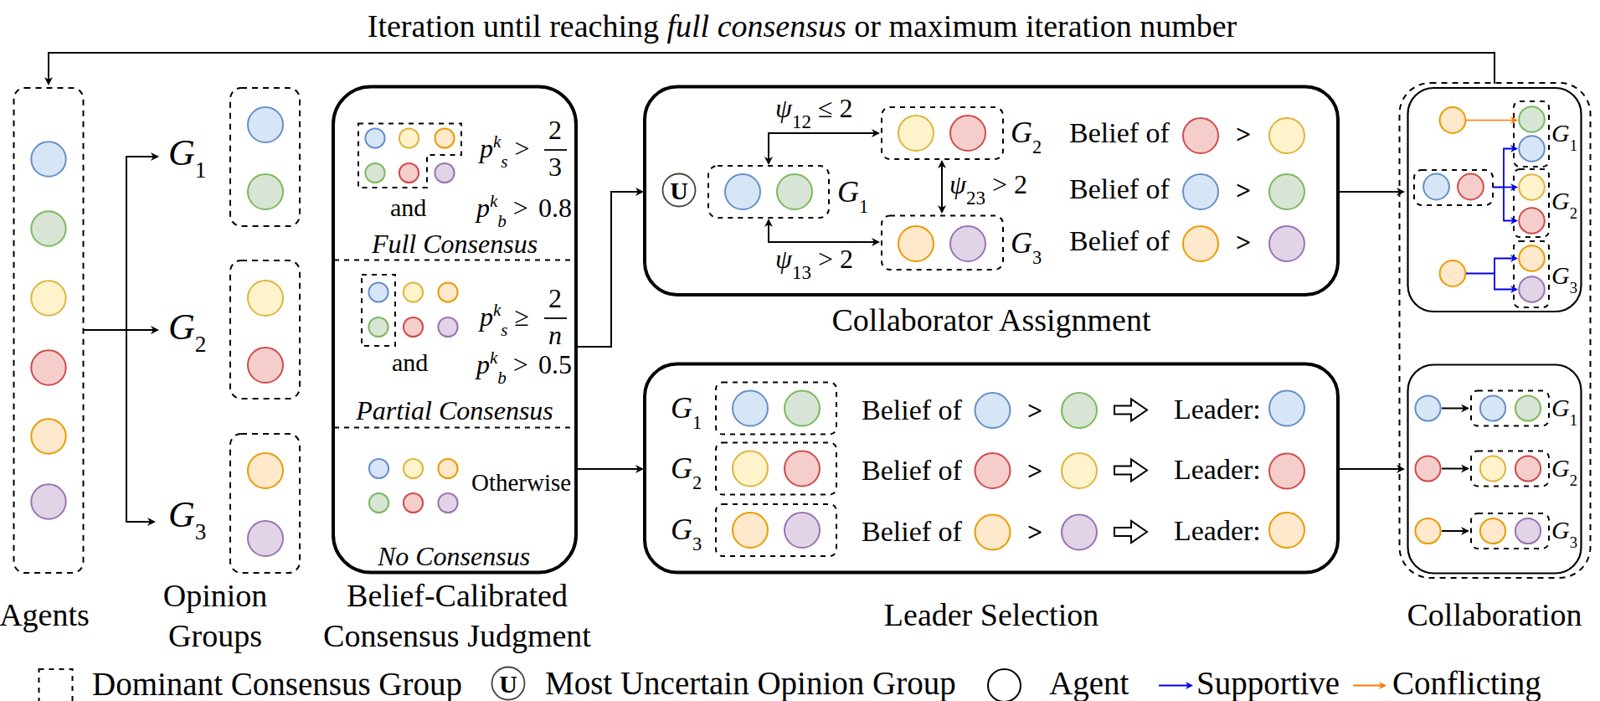 Iteration until reaching full consensus or maximum iteration number
G1
G2
G3
Agents
Opinion
Groups
p^k_s > 2/3
and
p^k_b > 0.8
Full Consensus
p^k_s ≥ 2/n
and
p^k_b > 0.5
Partial Consensus
Otherwise
No Consensus
Belief-Calibrated
Consensus Judgment
ψ12 ≤ 2
G2
Belief of >
U
G1
ψ23 > 2
Belief of >
ψ13 > 2
G3
Belief of >
Collaborator Assignment
G1
Belief of >
Leader:
G2
Belief of >
Leader:
G3
Belief of >
Leader:
Leader Selection
G1
G2
G3
G1
G2
G3
Collaboration
Dominant Consensus Group
U
Most Uncertain Opinion Group
Agent
Supportive
Conflicting